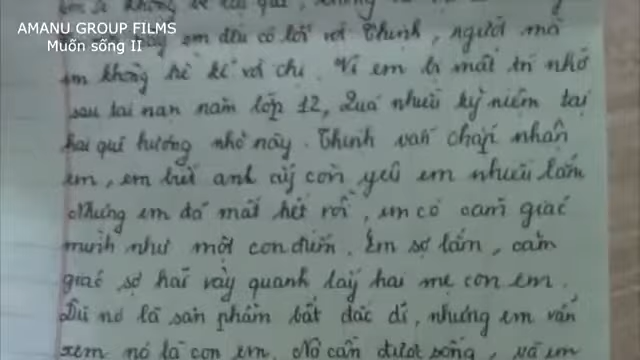 AMANU GROUP FILMS
Muốn sống II
em đều có lỗi với Thịnh, người mà
em không hề kể với chị. Vì em bị mất trí nhớ
sau tai nạn năm lớp 12, Quá nhiều kỷ niệm tại
hai quê hương nhỏ này. Thịnh vẫn chấp nhận
em, em biết anh ấy còn yêu em nhiều lắm
Nhưng em đã mất hết rồi, em có cảm giác
mình như một con điếm. Em sợ lắm, cảm
giác sợ hãi vây quanh lấy hai mẹ con em.
Dù nó là sản phẩm bất đắc dĩ, nhưng em vẫn
xem nó là con em. Nó cần được sống, và em